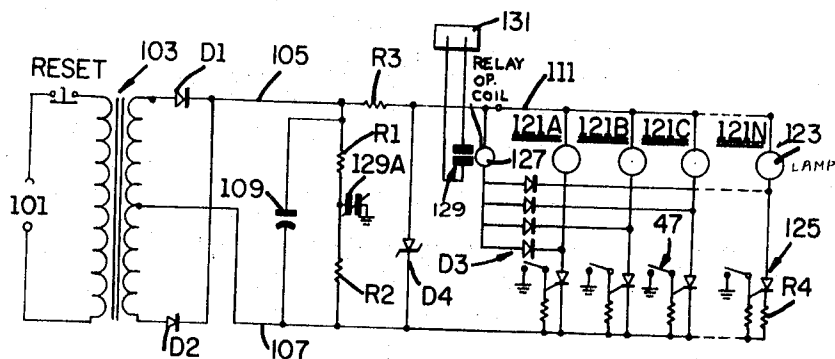 131
RESET
103
D1
105
R3
RELAY
OP.
COIL
111
121A
121B
121C
121N
123
LAMP
R1
129A
127
129
101
109
47
125
D3
R2
D4
R4
D2
107